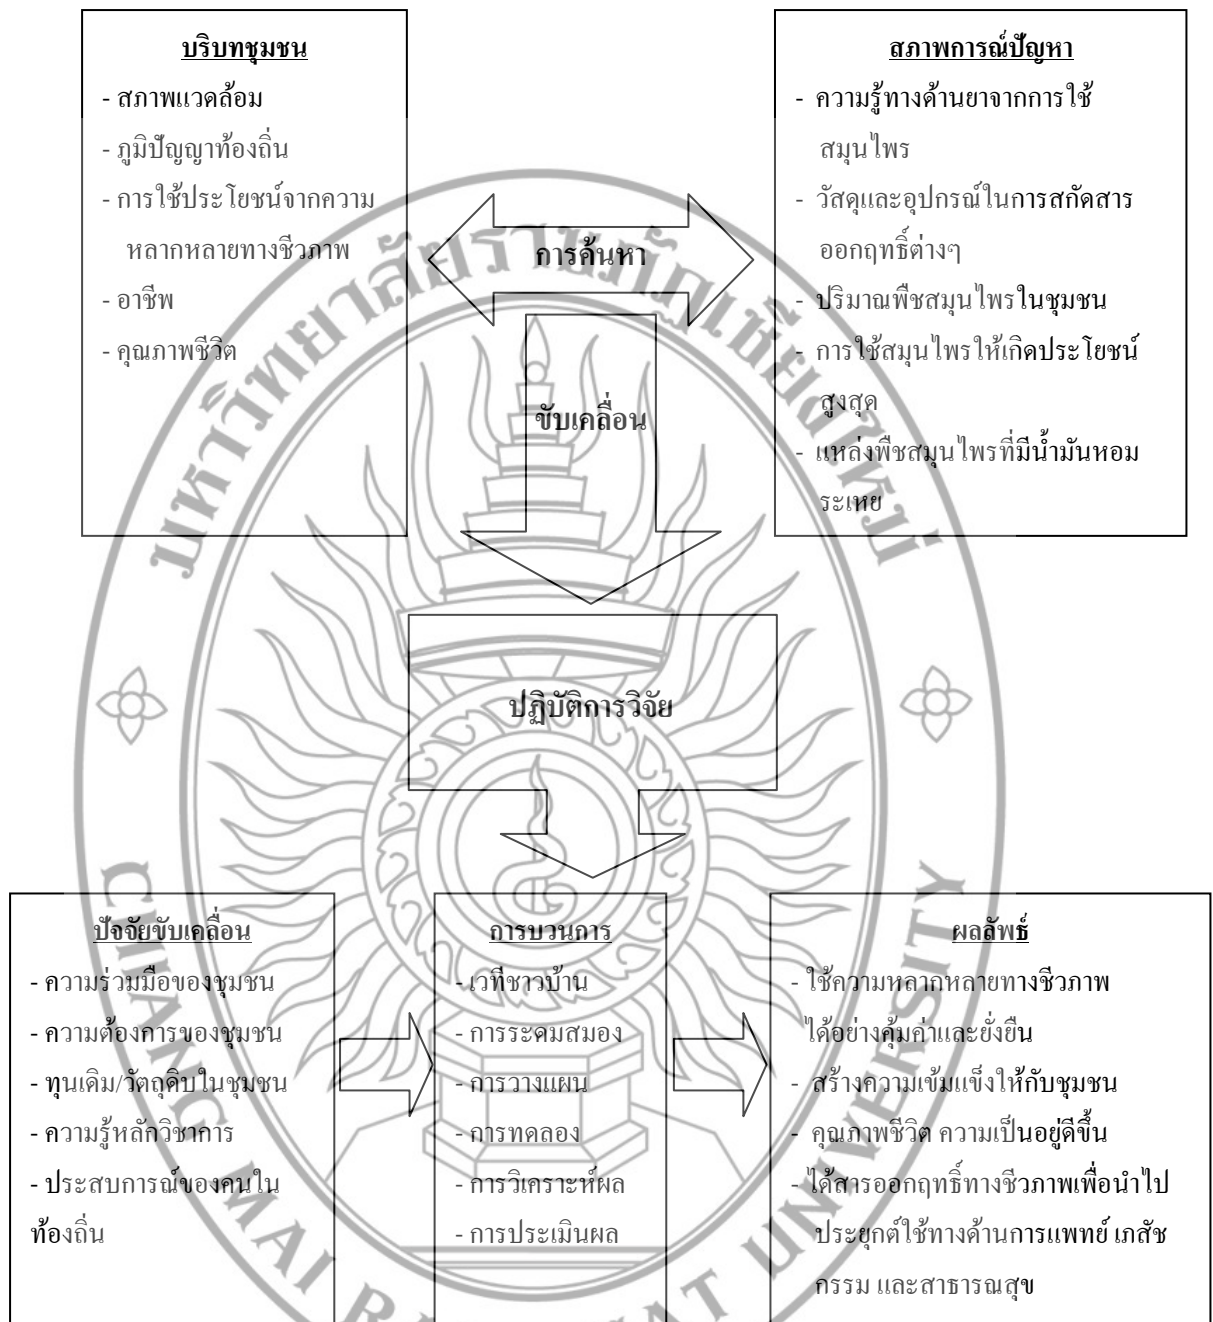 บริบทชุมชน
- สภาพแวดล้อม
- ภูมิปัญญาท้องถิ่น
- การใช้ประโยชน์จากความ
หลากหลายทางชีวภาพ
- อาชีพ
- คุณภาพชีวิต
การค้นหา
ขับเคลื่อน
สภาพการณ์ปัญหา
- ความรู้ทางด้านยาจากการใช้
สมุนไพร
- วัสดุและอุปกรณ์ในการสกัดสาร
ออกฤทธิ์ต่างๆ
- ปริมาณพืชสมุนไพรในชุมชน
- การใช้สมุนไพรให้เกิดประโยชน์
สูงสุด
- แหล่งพืชสมุนไพรที่มีน้ำมันหอม
ระเหย
ปฏิบัติการวิจัย
ปัจจัยขับเคลื่อน
- ความร่วมมือของชุมชน
- ความต้องการของชุมชน
- ทุนเดิม/วัตถุดิบในชุมชน
- ความรู้หลักวิชาการ
- ประสบการณ์ของคนใน
ท้องถิ่น
การบวนการ
- เวทีชาวบ้าน
- การระดมสมอง
- การวางแผน
- การทดลอง
- การวิเคราะห์ผล
- การประเมินผล
ผลลัพธ์
- ใช้ความหลากหลายทางชีวภาพ
ได้อย่างคุ้มค่าและยั่งยืน
- สร้างความเข้มแข็งให้กับชุมชน
- คุณภาพชีวิต ความเป็นอยู่ดีขึ้น
- ได้สารออกฤทธิ์ทางชีวภาพเพื่อนำไป
ประยุกต์ใช้ทางด้านการแพทย์ เภสัช
กรรม และสาธารณสุข
มหาวิทยาลัยราชภัฏเชียงใหม่
CHIANG MAI UNIVERSITY